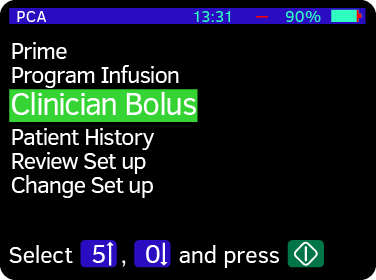 PCA 13:31 90%
Prime
Program Infusion
Clinician Bolus
Patient History
Review Set up
Change Set up
Select 5↑, 0↓ and press